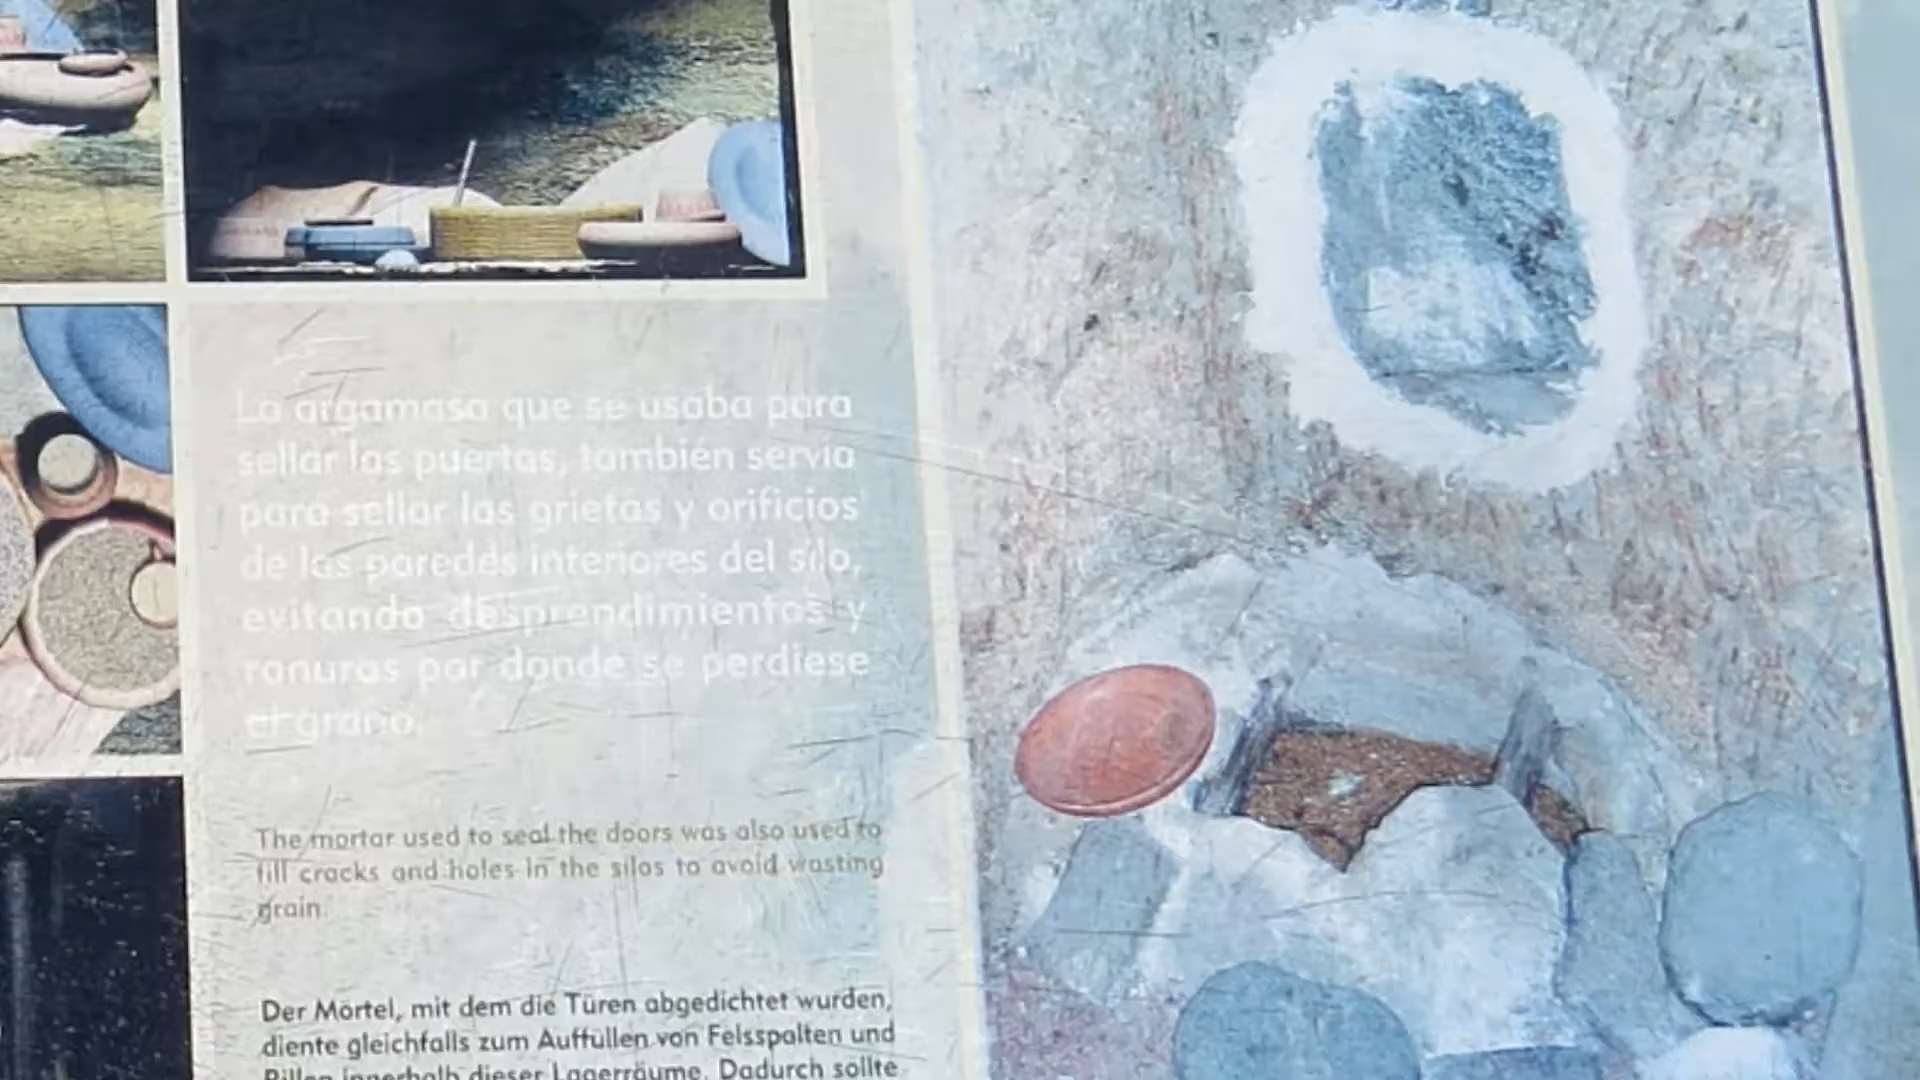 La argamasa que se usaba para
sellar las puertas, también servía
para sellar las grietas y orificios
de las paredes interiores del silo,
evitando desprendimientos y
ranuras por donde se perdiese
el grano.
The mortar used to seal the doors was also used to
fill cracks and holes in the silos to avoid wasting
grain.
Der Mörtel, mit dem die Türen abgedichtet wurden,
diente gleichfalls zum Auffüllen von Felsspalten und
Rillen innerhalb dieser Lagerräume. Dadurch sollte